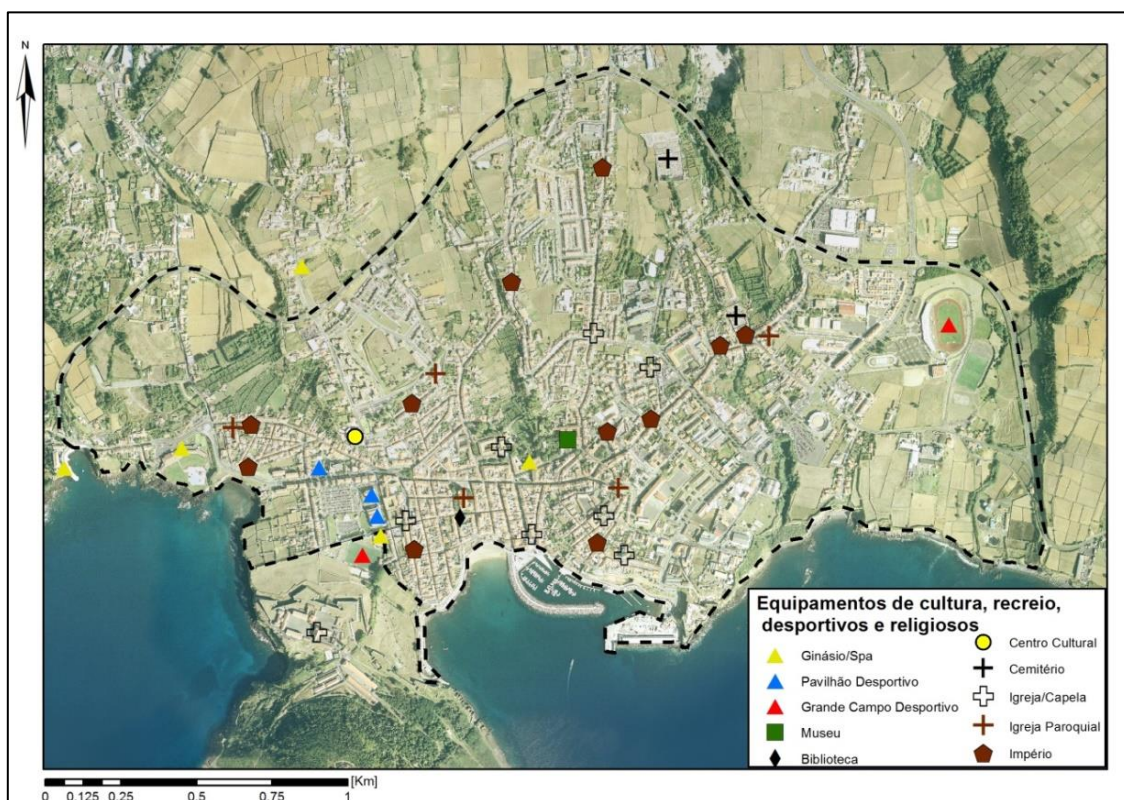 N
Equipamentos de cultura, recreio,
desportivos e religiosos
Ginásio/Spa
Pavilhão Desportivo
Grande Campo Desportivo
Museu
Biblioteca
Centro Cultural
Cemitério
Igreja/Capela
Igreja Paroquial
Império
[Km]
0 0.125 0.25 0.5 0.75 1